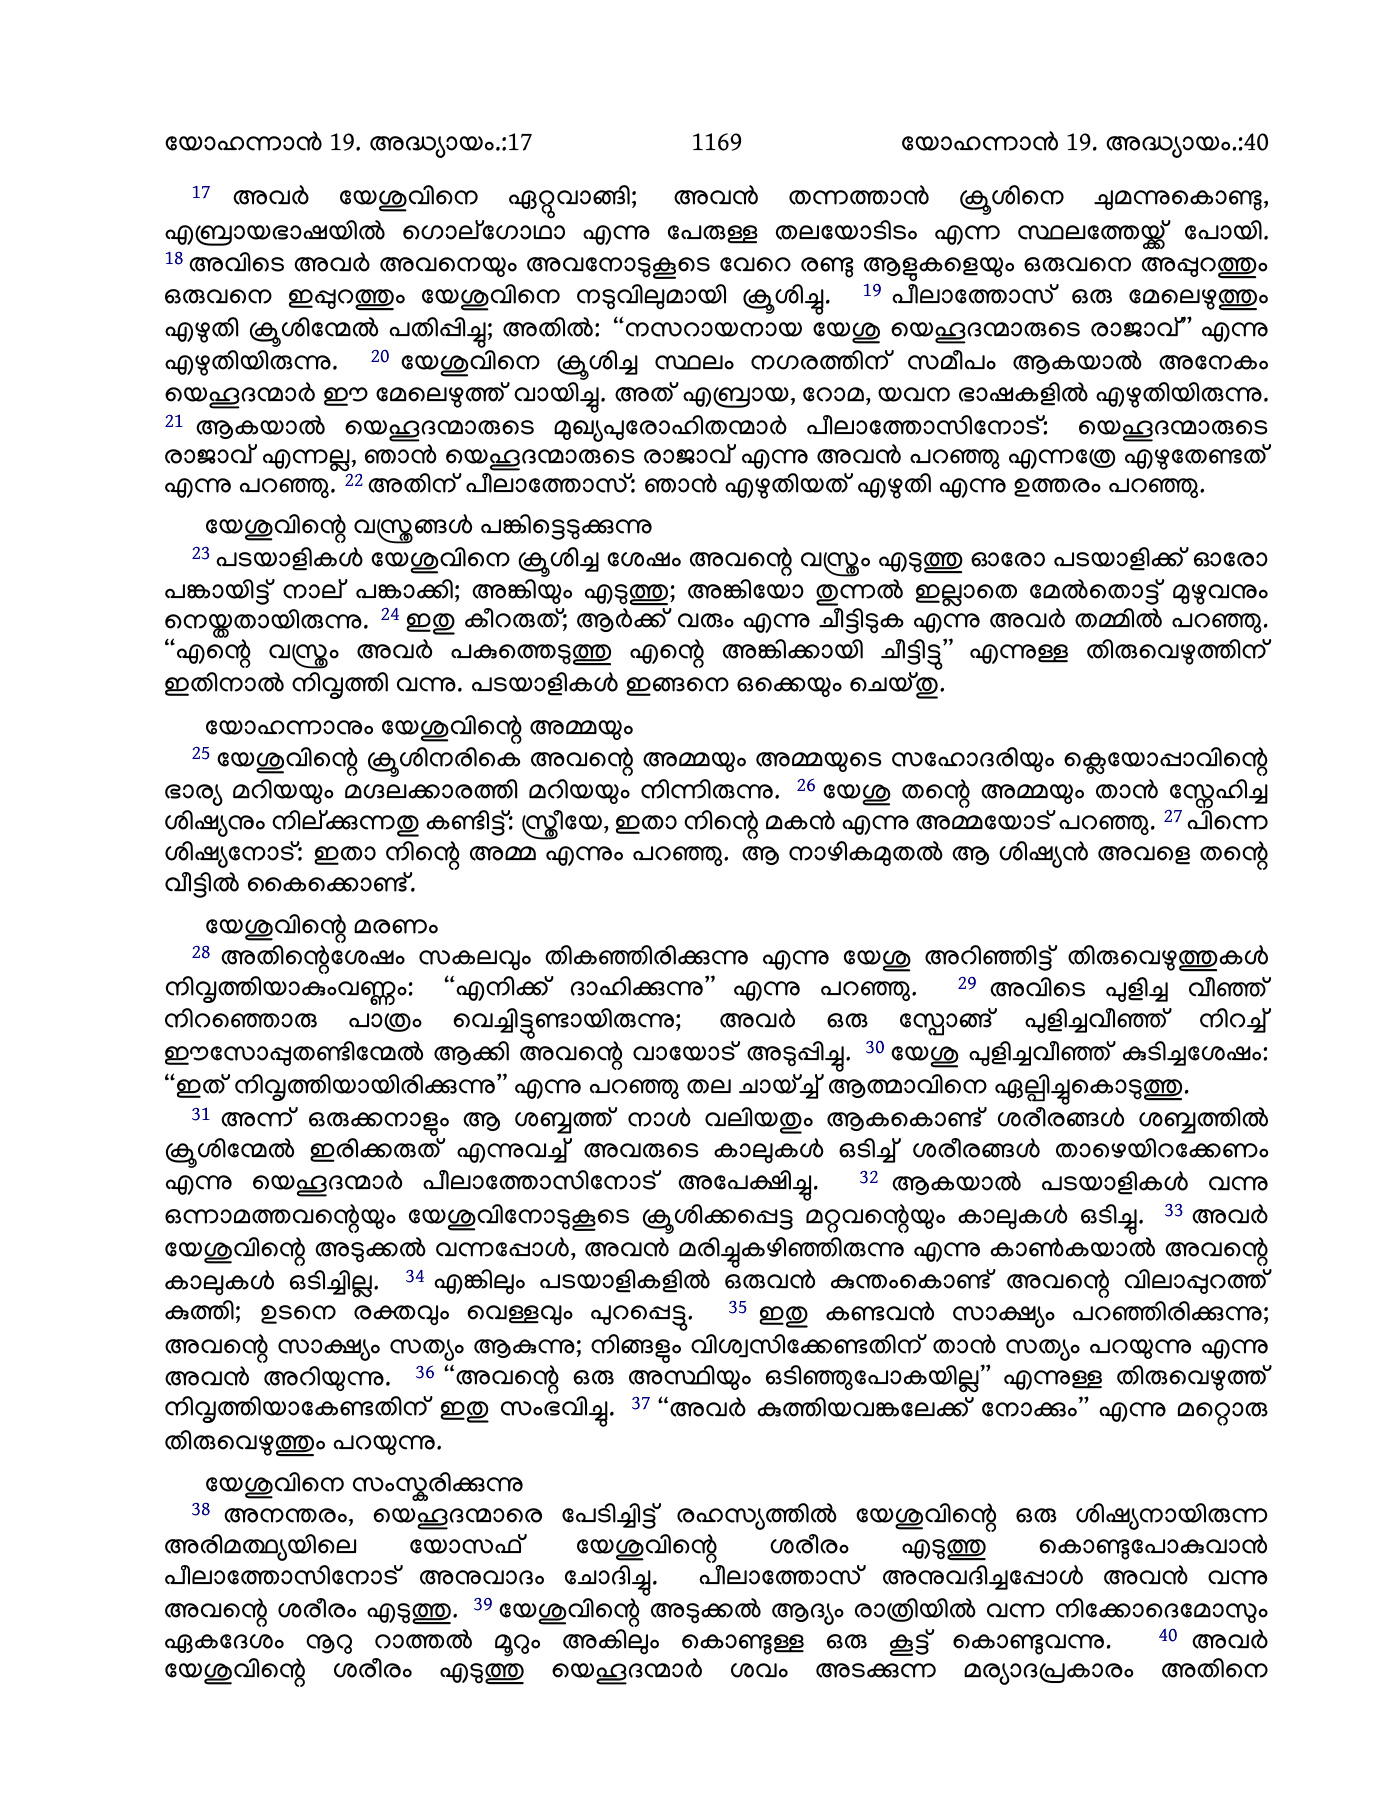 യോഹന്നാൻ 19. അദ്ധ്യായം.:17 1169 യോഹന്നാൻ 19. അദ്ധ്യായം.:40
17 അവർ യേശുവിനെ ഏറ്റുവാങ്ങി; അവൻ തന്നത്താൻ ക്രൂശിനെ ചുമന്നുകൊണ്ടു,
എബ്രായഭാഷയിൽ ഗൊല്ഗോഥാ എന്നു പേരുള്ള തലയോടിടം എന്ന സ്ഥലത്തേയ്ക്ക് പോയി.
18 അവിടെ അവർ അവനെയും അവനോടുകൂടെ വേറെ രണ്ടു ആളുകളെയും ഒരുവനെ അപ്പുറത്തും
ഒരുവനെ ഇപ്പുറത്തും യേശുവിനെ നടുവിലുമായി ക്രൂശിച്ചു. 19 പീലാത്തോസ് ഒരു മേലെഴുത്തും
എഴുതി ക്രൂശിന്മേൽ പതിപ്പിച്ചു; അതിൽ: “നസറായനായ യേശു യെഹൂദന്മാരുടെ രാജാവ്” എന്നു
എഴുതിയിരുന്നു. 20 യേശുവിനെ ക്രൂശിച്ച സ്ഥലം നഗരത്തിന് സമീപം ആകയാൽ അനേകം
യെഹൂദന്മാർ ഈ മേലെഴുത്ത് വായിച്ചു. അത് എബ്രായ, റോമ, യവന ഭാഷകളിൽ എഴുതിയിരുന്നു.
21 ആകയാൽ യെഹൂദന്മാരുടെ മുഖ്യപുരോഹിതന്മാർ പീലാത്തോസിനോട്: യെഹൂദന്മാരുടെ
രാജാവ് എന്നല്ല, ഞാൻ യെഹൂദന്മാരുടെ രാജാവ് എന്നു അവൻ പറഞ്ഞു എന്നത്രേ എഴുതേണ്ടത്
എന്നു പറഞ്ഞു. 22 അതിന് പീലാത്തോസ്: ഞാൻ എഴുതിയത് എഴുതി എന്നു ഉത്തരം പറഞ്ഞു.
യേശുവിന്റെ വസ്ത്രങ്ങൾ പങ്കിട്ടെടുക്കുന്നു
23 പടയാളികൾ യേശുവിനെ ക്രൂശിച്ച ശേഷം അവന്റെ വസ്ത്രം എടുത്തു ഓരോ പടയാളിക്ക് ഓരോ
പങ്കായിട്ട് നാല് പങ്കാക്കി; അങ്കിയും എടുത്തു; അങ്കിയോ തുന്നൽ ഇല്ലാതെ മേൽതൊട്ട് മുഴുവനും
നെയ്തതായിരുന്നു. 24 ഇതു കീറരുത്; ആർക്ക് വരും എന്നു ചീട്ടിടുക എന്നു അവർ തമ്മിൽ പറഞ്ഞു.
“എന്റെ വസ്ത്രം അവർ പകുത്തെടുത്തു എന്റെ അങ്കിക്കായി ചീട്ടിട്ടു” എന്നുള്ള തിരുവെഴുത്തിന്
ഇതിനാൽ നിവൃത്തി വന്നു. പടയാളികൾ ഇങ്ങനെ ഒക്കെയും ചെയ്തു.
യോഹന്നാനും യേശുവിന്റെ അമ്മയും
25 യേശുവിന്റെ ക്രൂശിനരികെ അവന്റെ അമ്മയും അമ്മയുടെ സഹോദരിയും ക്ലെയോപ്പാവിന്റെ
ഭാര്യ മറിയയും മഗ്ദലക്കാരത്തി മറിയയും നിന്നിരുന്നു. 26 യേശു തന്റെ അമ്മയും താൻ സ്നേഹിച്ച
ശിഷ്യനും നില്ക്കുന്നതു കണ്ടിട്ട്: സ്ത്രീയേ, ഇതാ നിന്റെ മകൻ എന്നു അമ്മയോട് പറഞ്ഞു. 27 പിന്നെ
ശിഷ്യനോട്: ഇതാ നിന്റെ അമ്മ എന്നും പറഞ്ഞു. ആ നാഴികമുതൽ ആ ശിഷ്യൻ അവളെ തന്റെ
വീട്ടിൽ കൈക്കൊണ്ട്.
യേശുവിന്റെ മരണം
28 അതിന്റെശേഷം സകലവും തികഞ്ഞിരിക്കുന്നു എന്നു യേശു അറിഞ്ഞിട്ട് തിരുവെഴുത്തുകൾ
നിവൃത്തിയാകുംവണ്ണം: “എനിക്ക് ദാഹിക്കുന്നു” എന്നു പറഞ്ഞു. 29 അവിടെ പുളിച്ച വീഞ്ഞ്
നിറഞ്ഞൊരു പാത്രം വെച്ചിട്ടുണ്ടായിരുന്നു; അവർ ഒരു സ്പോങ്ങ് പുളിച്ചവീഞ്ഞ് നിറച്ച്
ഈസോപ്പുതണ്ടിന്മേൽ ആക്കി അവന്റെ വായോട് അടുപ്പിച്ചു. 30 യേശു പുളിച്ചവീഞ്ഞ് കുടിച്ചശേഷം:
“ഇത് നിവൃത്തിയായിരിക്കുന്നു” എന്നു പറഞ്ഞു തല ചായ്ച്ച് ആത്മാവിനെ ഏല്പിച്ചുകൊടുത്തു.
31 അന്ന് ഒരുക്കനാളും ആ ശബ്ബത്ത് നാൾ വലിയതും ആകകൊണ്ട് ശരീരങ്ങൾ ശബ്ബത്തിൽ
ക്രൂശിന്മേൽ ഇരിക്കരുത് എന്നുവച്ച് അവരുടെ കാലുകൾ ഒടിച്ച് ശരീരങ്ങൾ താഴെയിറക്കേണം
എന്നു യെഹൂദന്മാർ പീലാത്തോസിനോട് അപേക്ഷിച്ചു. 32 ആകയാൽ പടയാളികൾ വന്നു
ഒന്നാമത്തവന്റെയും യേശുവിനോടുകൂടെ ക്രൂശിക്കപ്പെട്ട മറ്റവന്റെയും കാലുകൾ ഒടിച്ചു. 33 അവർ
യേശുവിന്റെ അടുക്കൽ വന്നപ്പോൾ, അവൻ മരിച്ചുകഴിഞ്ഞിരുന്നു എന്നു കാൺകയാൽ അവന്റെ
കാലുകൾ ഒടിച്ചില്ല. 34 എങ്കിലും പടയാളികളിൽ ഒരുവൻ കുന്തംകൊണ്ട് അവന്റെ വിലാപ്പുറത്ത്
കുത്തി; ഉടനെ രക്തവും വെള്ളവും പുറപ്പെട്ടു. 35 ഇതു കണ്ടവൻ സാക്ഷ്യം പറഞ്ഞിരിക്കുന്നു;
അവന്റെ സാക്ഷ്യം സത്യം ആകുന്നു; നിങ്ങളും വിശ്വസിക്കേണ്ടതിന് താൻ സത്യം പറയുന്നു എന്നു
അവൻ അറിയുന്നു. 36 “അവന്റെ ഒരു അസ്ഥിയും ഒടിഞ്ഞുപോകയില്ല” എന്നുള്ള തിരുവെഴുത്ത്
നിവൃത്തിയാകേണ്ടതിന് ഇതു സംഭവിച്ചു. 37 “അവർ കുത്തിയവങ്കലേക്ക് നോക്കും” എന്നു മറ്റൊരു
തിരുവെഴുത്തും പറയുന്നു.
യേശുവിനെ സംസ്കരിക്കുന്നു
38 അനന്തരം, യെഹൂദന്മാരെ പേടിച്ചിട്ട് രഹസ്യത്തിൽ യേശുവിന്റെ ഒരു ശിഷ്യനായിരുന്ന
അരിമത്ഥ്യയിലെ യോസഫ് യേശുവിന്റെ ശരീരം എടുത്തു കൊണ്ടുപോകുവാൻ
പീലാത്തോസിനോട് അനുവാദം ചോദിച്ചു. പീലാത്തോസ് അനുവദിച്ചപ്പോൾ അവൻ വന്നു
അവന്റെ ശരീരം എടുത്തു. 39 യേശുവിന്റെ അടുക്കൽ ആദ്യം രാത്രിയിൽ വന്ന നിക്കോദെമോസും
ഏകദേശം നൂറു റാത്തൽ മൂറും അകിലും കൊണ്ടുള്ള ഒരു കൂട്ട് കൊണ്ടുവന്നു. 40 അവർ
യേശുവിന്റെ ശരീരം എടുത്തു യെഹൂദന്മാർ ശവം അടക്കുന്ന മര്യാദപ്രകാരം അതിനെ